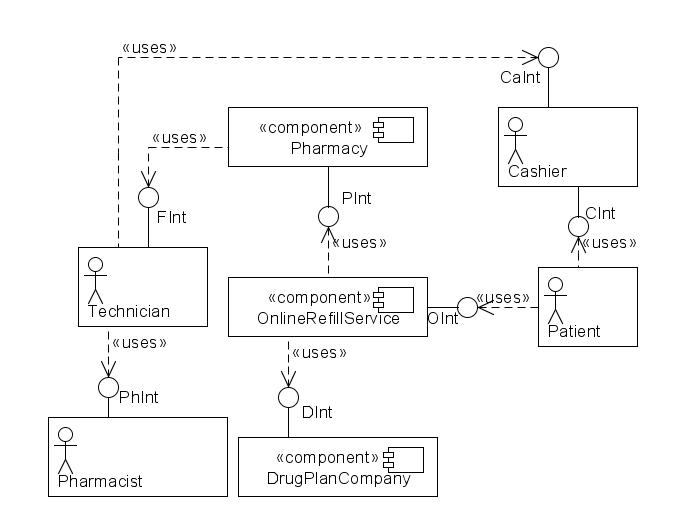 «uses»
CaInt
«component»
Pharmacy
Cashier
«uses»
PInt
FInt
CInt
«uses»
«uses»
Technician
«component»
OnlineRefillService
OInt
«uses»
Patient
«uses»
«uses»
PhInt
DInt
Pharmacist
«component»
DrugPlanCompany